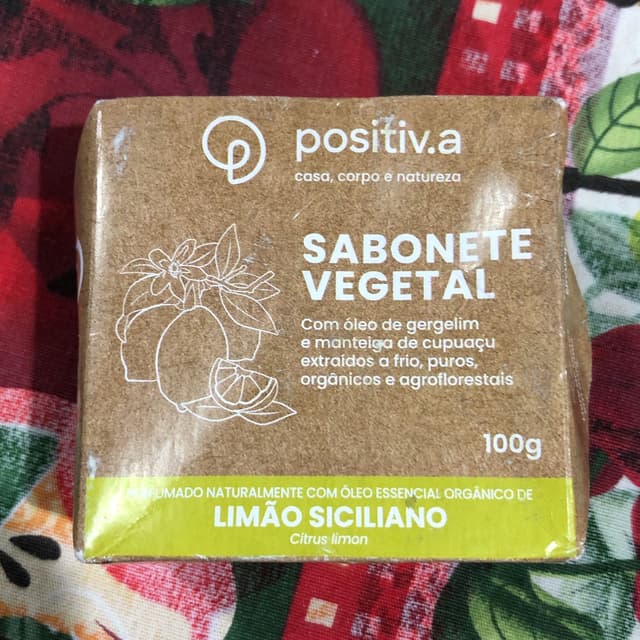 positiv.a
casa, corpo e natureza
SABONETE
VEGETAL
Com óleo de gergelim
e manteiga de cupuaçu
extraidos a frio, puros,
orgânicos e agroflorestais
100g
PERFUMADO NATURALMENTE COM ÓLEO ESSENCIAL ORGÂNICO DE
LIMÃO SICILIANO
Citrus limon